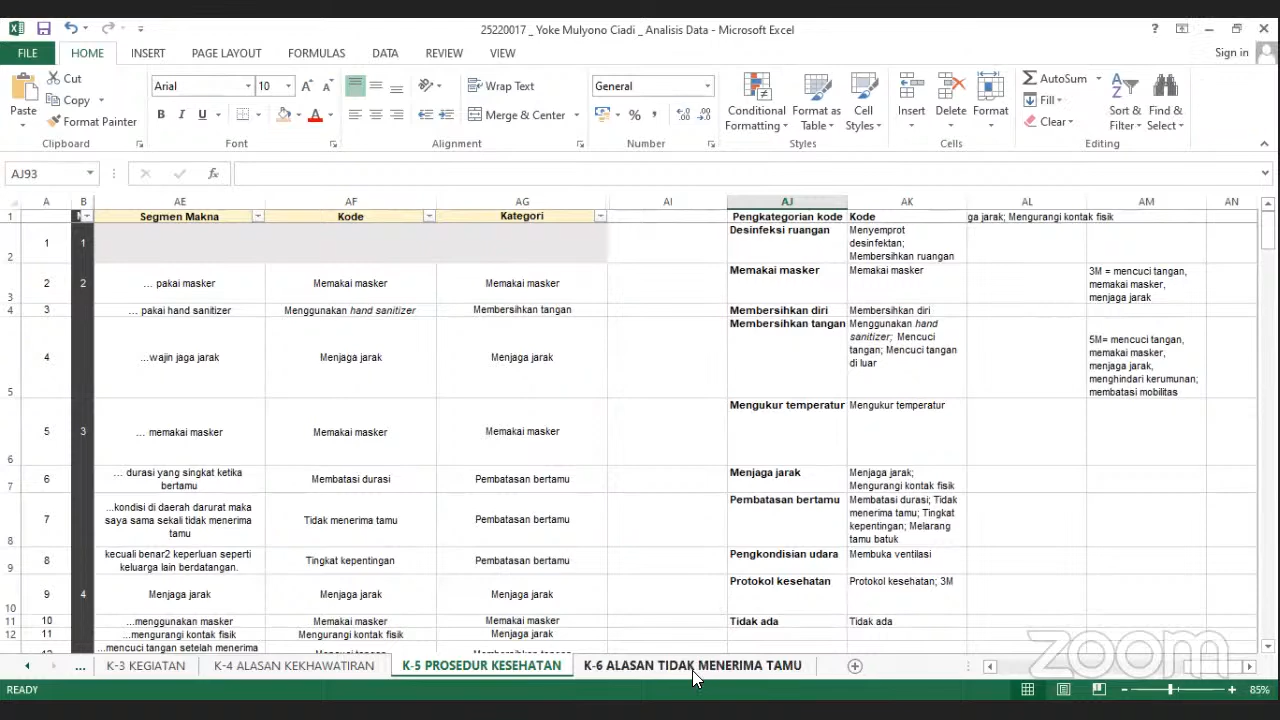 25220017 _ Yoke Mulyono Ciadi _ Analisis Data - Microsoft Excel
FILE HOME INSERT PAGE LAYOUT FORMULAS DATA REVIEW VIEW Sign in
Paste
Cut
Copy
Format Painter
Clipboard
Arial 10
B I U
Font
Wrap Text
Merge & Center
Alignment
General
Number
Conditional Formatting
Format as Table
Cell Styles
Styles
Insert
Delete
Format
Cells
AutoSum
Fill
Clear
Sort & Filter
Find & Select
Editing
AJ93
fx
A B AE AF AG AI AJ AK AL AM AN
1 Segmen Makna Kode Kategori Pengkategorian kode Kode ga jarak; Mengurangi kontak fisik
2 1 1 Desinfeksi ruangan Menyemprot desinfektan; Membersihkan ruangan
3 2 2 ... pakai masker Memakai masker Memakai masker Memakai masker Memakai masker 3M = mencuci tangan, memakai masker, menjaga jarak
4 3 ... pakai hand sanitizer Menggunakan hand sanitizer Membersihkan tangan Membersihkan diri Membersihkan diri
5 4 ...wajin jaga jarak Menjaga jarak Menjaga jarak Membersihkan tangan Menggunakan hand sanitizer; Mencuci tangan; Mencuci tangan di luar 5M= mencuci tangan, memakai masker, menjaga jarak, menghindari kerumunan; membatasi mobilitas
6 5 3 ... memakai masker Memakai masker Memakai masker Mengukur temperatur Mengukur temperatur
7 6 ... durasi yang singkat ketika bertamu Membatasi durasi Pembatasan bertamu Menjaga jarak Menjaga jarak; Mengurangi kontak fisik
8 7 ...kondisi di daerah darurat maka saya sama sekali tidak menerima tamu Tidak menerima tamu Pembatasan bertamu Pembatasan bertamu Membatasi durasi; Tidak menerima tamu; Tingkat kepentingan; Melarang tamu batuk
9 8 kecuali benar2 keperluan seperti keluarga lain berdatangan. Tingkat kepentingan Pembatasan bertamu Pengkondisian udara Membuka ventilasi
10 9 4 Menjaga jarak Menjaga jarak Menjaga jarak Protokol kesehatan Protokol kesehatan; 3M
11 10 ...menggunakan masker Memakai masker Memakai masker Tidak ada Tidak ada
12 11 ...mengurangi kontak fisik Mengurangi kontak fisik Menjaga jarak
...mencuci tangan setelah menerima
... K-3 KEGIATAN K-4 ALASAN KEKHAWATIRAN K-5 PROSEDUR KESEHATAN K-6 ALASAN TIDAK MENERIMA TAMU
READY 85%
zoom